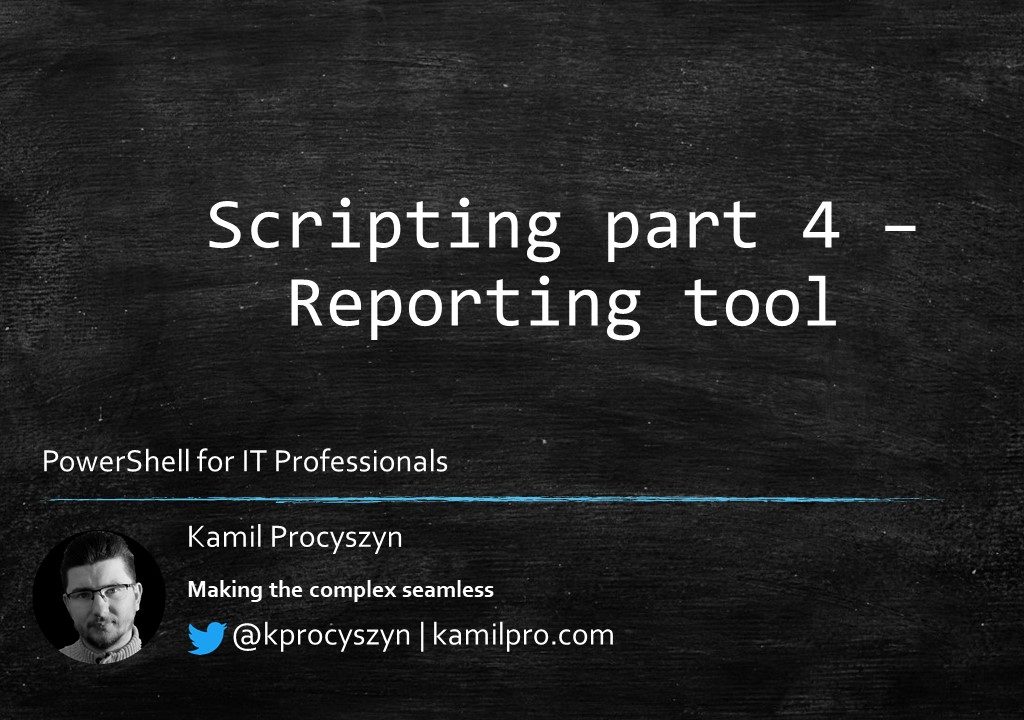 Scripting part 4 –
Reporting tool
PowerShell for IT Professionals
Kamil Procyszyn
Making the complex seamless
@kprocyszyn | kamilpro.com